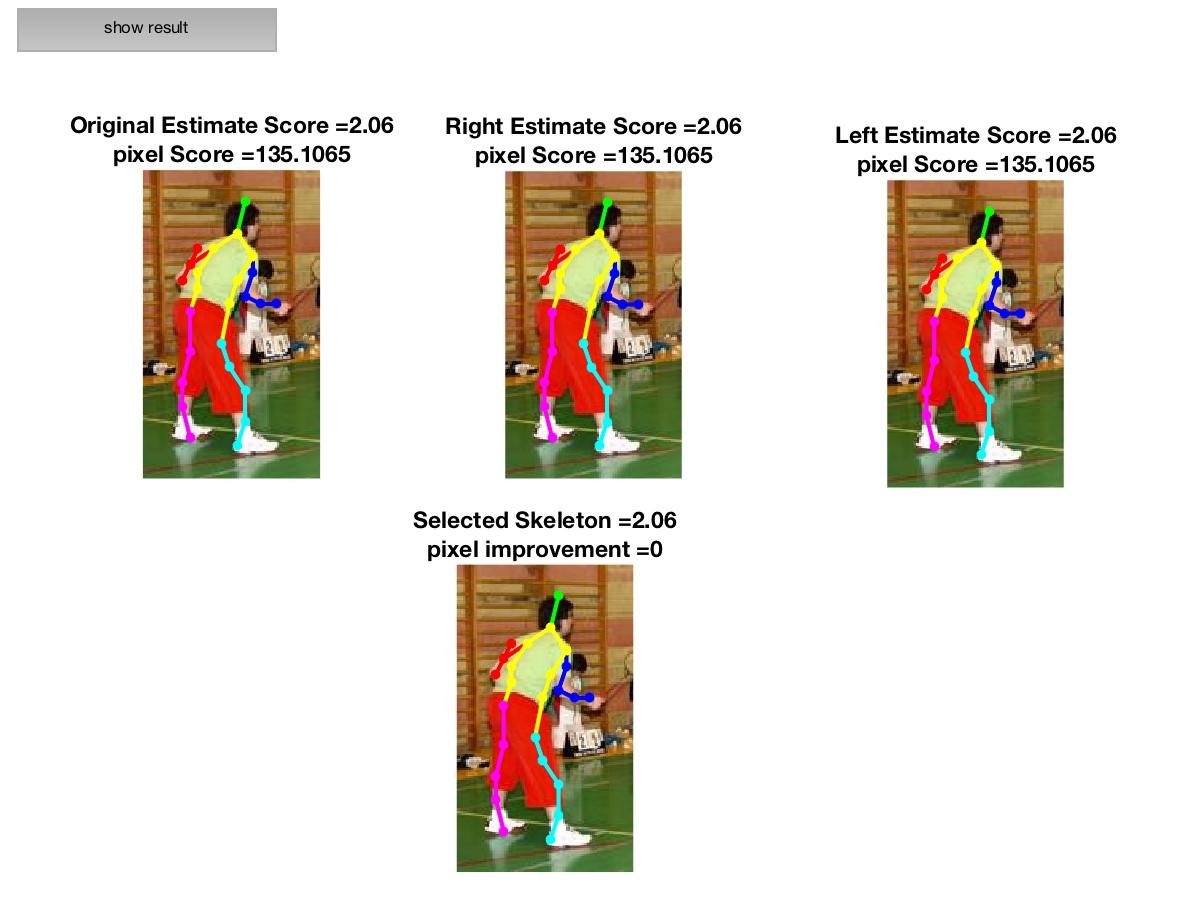 show result
Original Estimate Score =2.06
pixel Score =135.1065
Right Estimate Score =2.06
pixel Score =135.1065
Left Estimate Score =2.06
pixel Score =135.1065
Selected Skeleton =2.06
pixel improvement =0